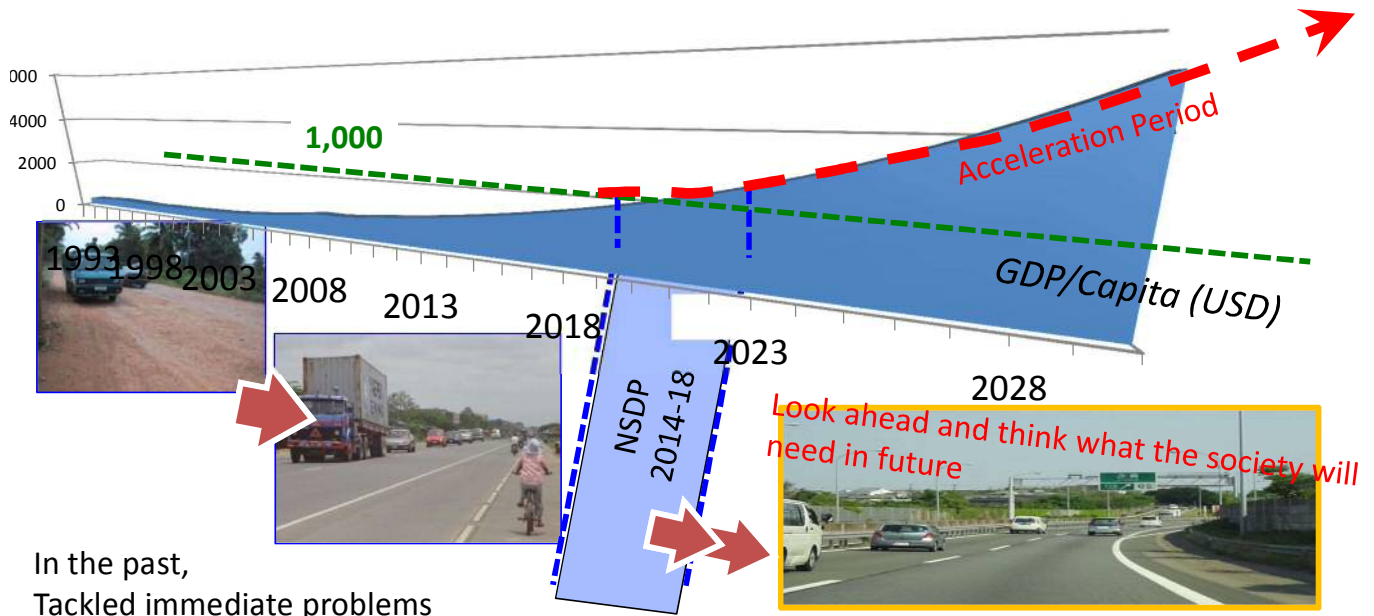 000
4000
2000
0
1,000
Acceleration Period
GDP/Capita (USD)
1993
1998
2003
2008
2013
2018
2023
2028
NSDP
2014-18
Look ahead and think what the society will
need in future
In the past,
Tackled immediate problems